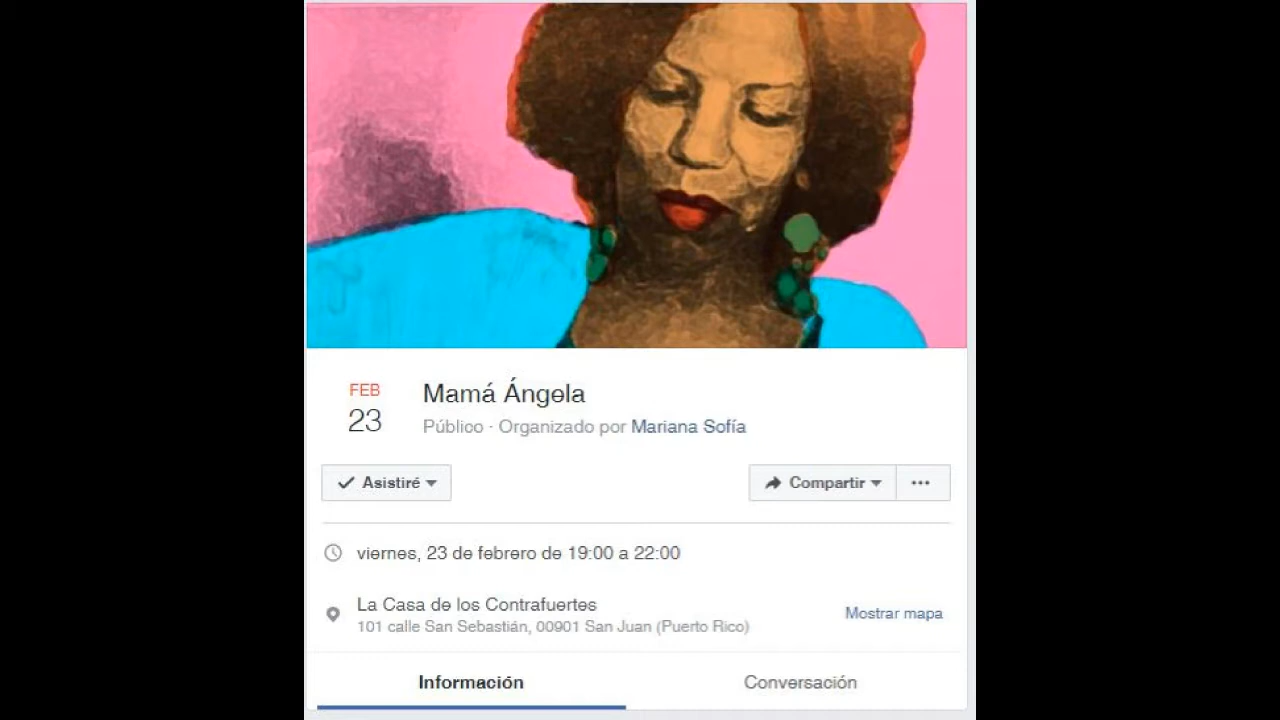 FEB
23
Mamá Ángela
Público · Organizado por Mariana Sofía
Asistiré
Compartir
viernes, 23 de febrero de 19:00 a 22:00
La Casa de los Contrafuertes
101 calle San Sebastián, 00901 San Juan (Puerto Rico)
Mostrar mapa
Información
Conversación